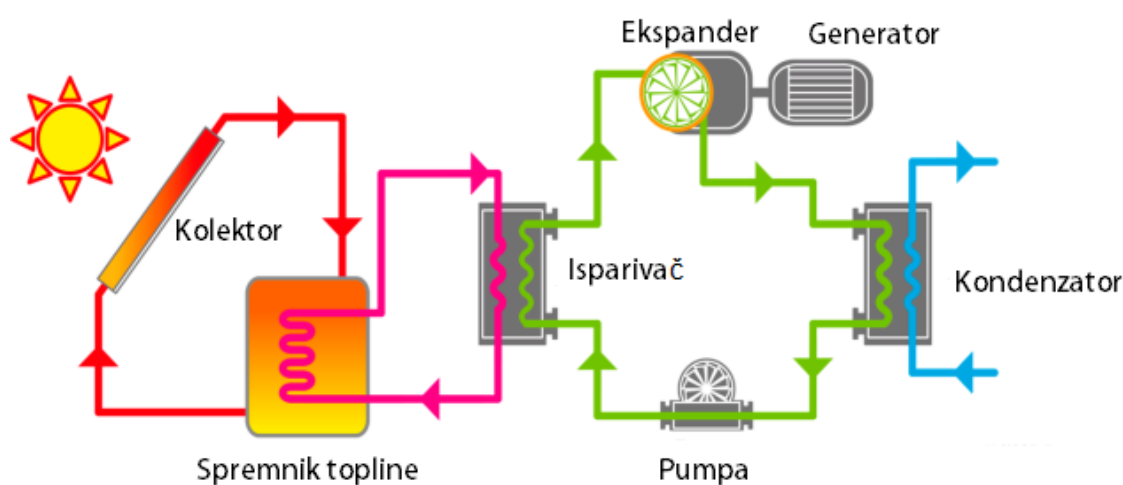 Ekspander
Generator
Kolektor
Isparivač
Kondenzator
Spremnik topline
Pumpa